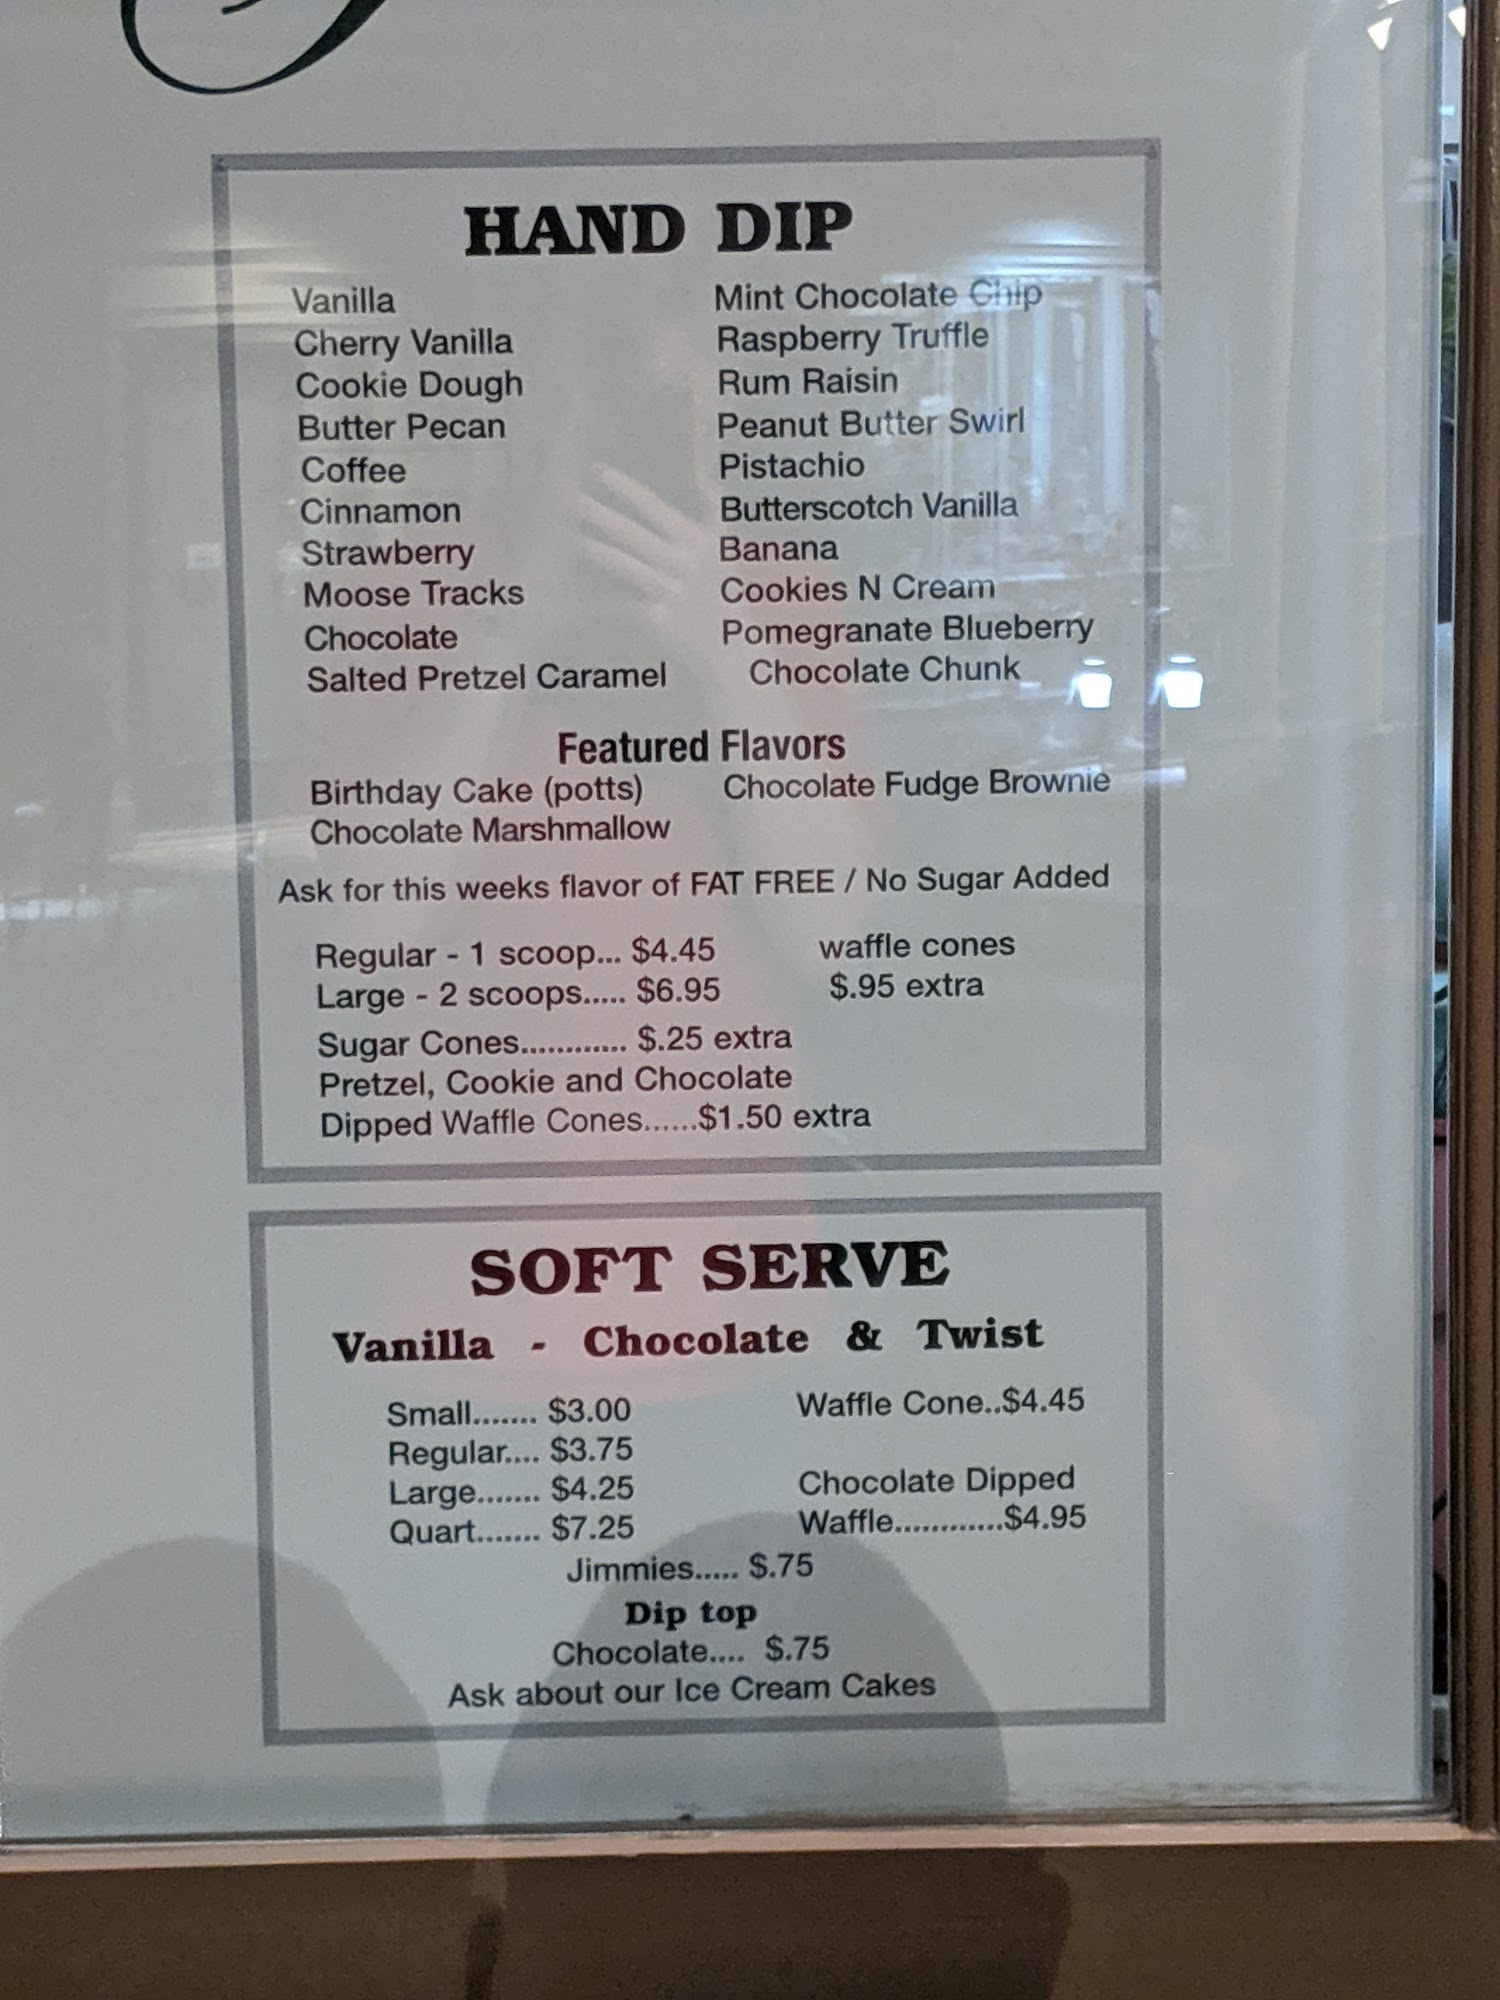 HAND DIP
Vanilla
Cherry Vanilla
Cookie Dough
Butter Pecan
Coffee
Cinnamon
Strawberry
Moose Tracks
Chocolate
Salted Pretzel Caramel
Mint Chocolate Chip
Raspberry Truffle
Rum Raisin
Peanut Butter Swirl
Pistachio
Butterscotch Vanilla
Banana
Cookies N Cream
Pomegranate Blueberry
Chocolate Chunk
Featured Flavors
Birthday Cake (potts)
Chocolate Marshmallow
Chocolate Fudge Brownie
Ask for this weeks flavor of FAT FREE / No Sugar Added
Regular - 1 scoop... $4.45
Large - 2 scoops..... $6.95
waffle cones
$.95 extra
Sugar Cones............ $.25 extra
Pretzel, Cookie and Chocolate
Dipped Waffle Cones......$1.50 extra
SOFT SERVE
Vanilla - Chocolate & Twist
Small....... $3.00
Regular.... $3.75
Large....... $4.25
Quart....... $7.25
Waffle Cone..$4.45
Chocolate Dipped
Waffle............$4.95
Jimmies..... $.75
Dip top
Chocolate.... $.75
Ask about our Ice Cream Cakes